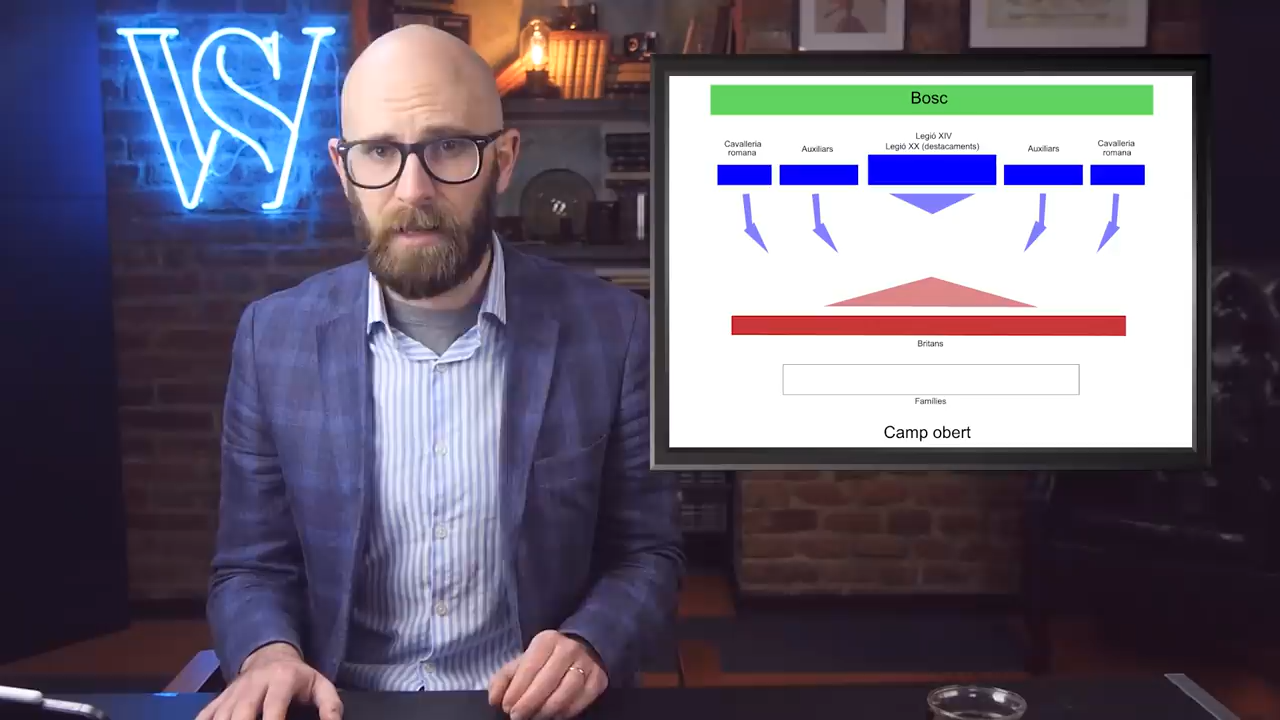 WS
Bosc
Legió XIV
Legió XX (destacaments)
Cavalleria
romana
Auxiliars
Auxiliars
Cavalleria
romana
Britans
Famílies
Camp obert